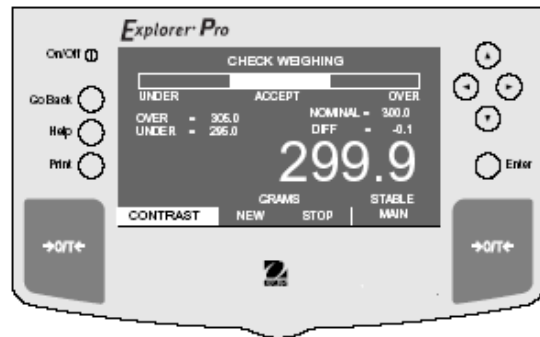 Explorer Pro
On/Off
Go Back
Help
Print
CHECK WEIGHING
UNDER ACCEPT OVER
OVER = 305.0 NOMINAL = 300.0
UNDER = 295.0 DIFF = -0.1
299.9
GRAMS STABLE
CONTRAST NEW STOP MAIN
Enter
→0/T←
→0/T←